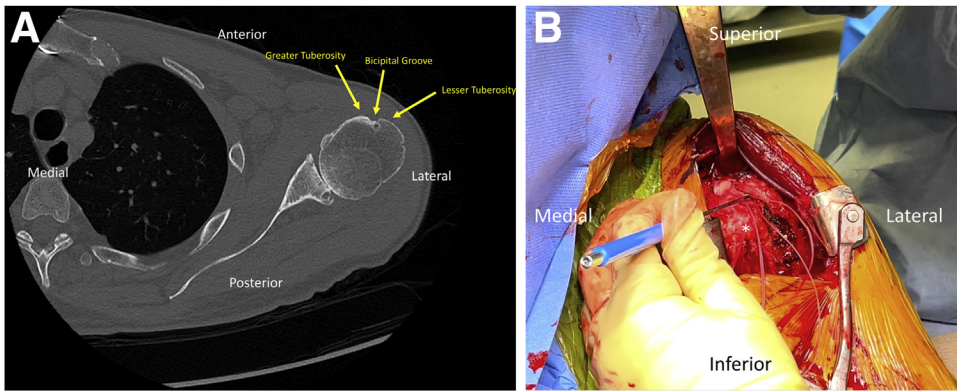 A
Anterior
Greater Tuberosity
Bicipital Groove
Lesser Tuberosity
Medial
Lateral
Posterior
B
Superior
Medial
Lateral
*
Inferior